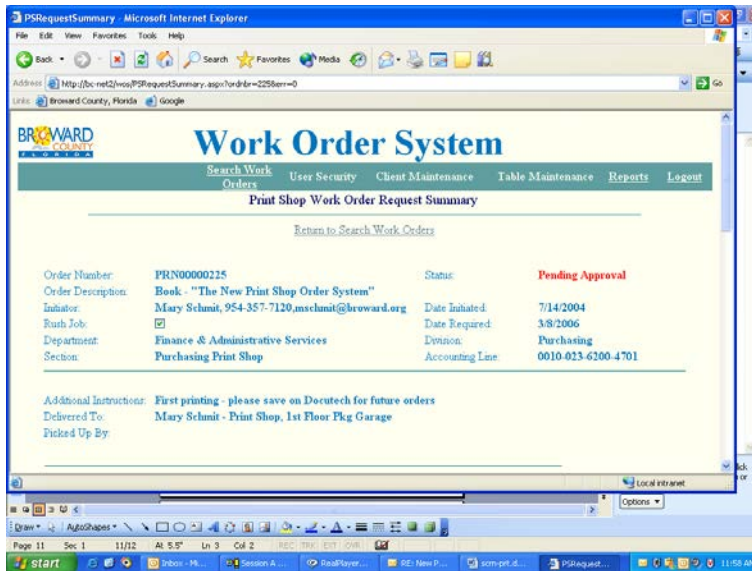 PSRequestSummary - Microsoft Internet Explorer
File Edit View Favorites Tools Help
Back Search Favorites Media
Address http://bc-net2/wos/PSRequestSummary.aspx?ordnbr=225&err=0 Go
Links Broward County, Florida Google
BROWARD COUNTY FLORIDA
Work Order System
Search Work Orders User Security Client Maintenance Table Maintenance Reports Logout
Print Shop Work Order Request Summary
Return to Search Work Orders
Order Number: PRN00000225 Status: Pending Approval
Order Description: Book - "The New Print Shop Order System"
Initiator: Mary Schmit, 954-357-7120,mschmit@broward.org Date Initiated: 7/14/2004
Rush Job: Date Required: 3/8/2006
Department: Finance & Administrative Services Division: Purchasing
Section: Purchasing Print Shop Accounting Line: 0010-023-6200-4701
Additional Instructions: First printing - please save on Docutech for future orders
Delivered To: Mary Schmit - Print Shop, 1st Floor Pkg Garage
Picked Up By:
Local intranet
Options
Draw AutoShapes
Page 11 Sec 1 11/12 At 5.5" Ln 3 Col 2 REC TRK EXT OVR
start Inbox - Mi... Session A ... RealPlayer... RE: New P... scm-prt.d... PSRequest... 11:58 AM